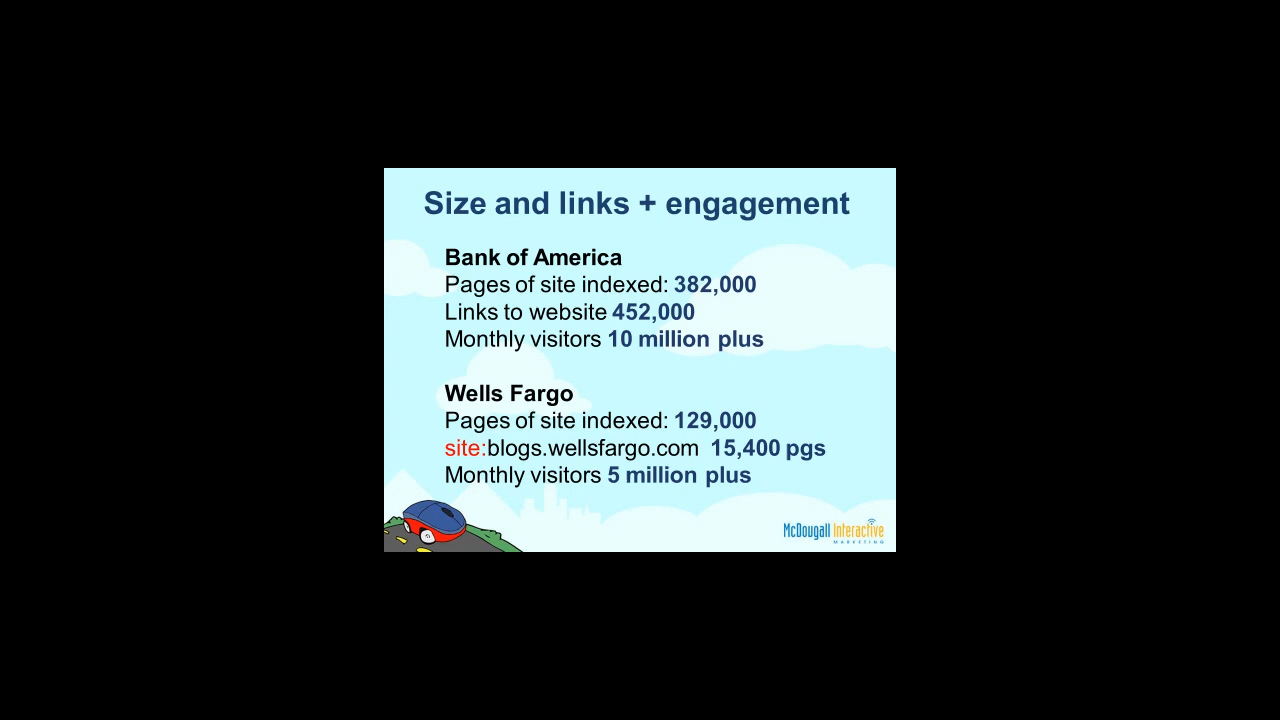 Size and links + engagement
Bank of America
Pages of site indexed: 382,000
Links to website 452,000
Monthly visitors 10 million plus
Wells Fargo
Pages of site indexed: 129,000
site:blogs.wellsfargo.com 15,400 pgs
Monthly visitors 5 million plus
McDougall Interactive
MARKETING